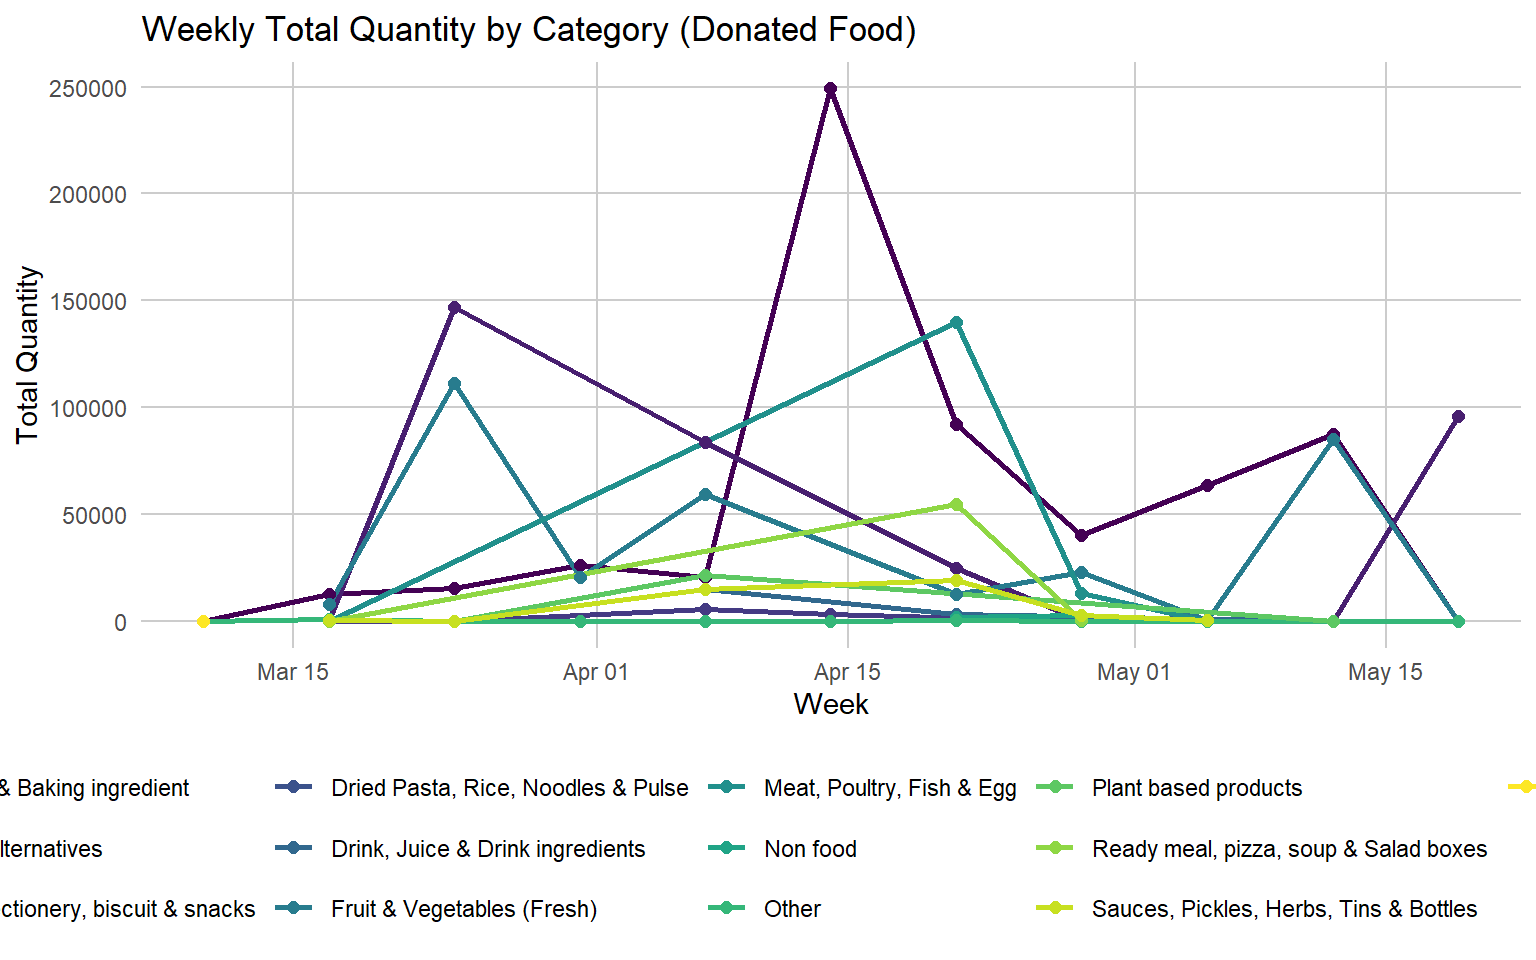 Weekly Total Quantity by Category (Donated Food)
250000
200000
150000
100000
50000
0
Total Quantity
Mar 15 Apr 01 Apr 15 May 01 May 15
Week
& Baking ingredient Dried Pasta, Rice, Noodles & Pulse Meat, Poultry, Fish & Egg Plant based products
lternatives Drink, Juice & Drink ingredients Non food Ready meal, pizza, soup & Salad boxes
ctionery, biscuit & snacks Fruit & Vegetables (Fresh) Other Sauces, Pickles, Herbs, Tins & Bottles